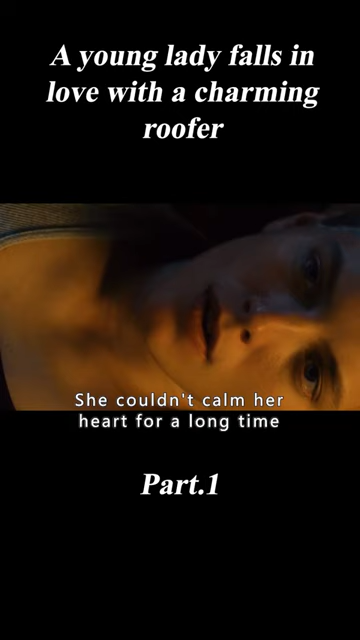 A young lady falls in
love with a charming
roofer
She couldn't calm her
heart for a long time
Part.1